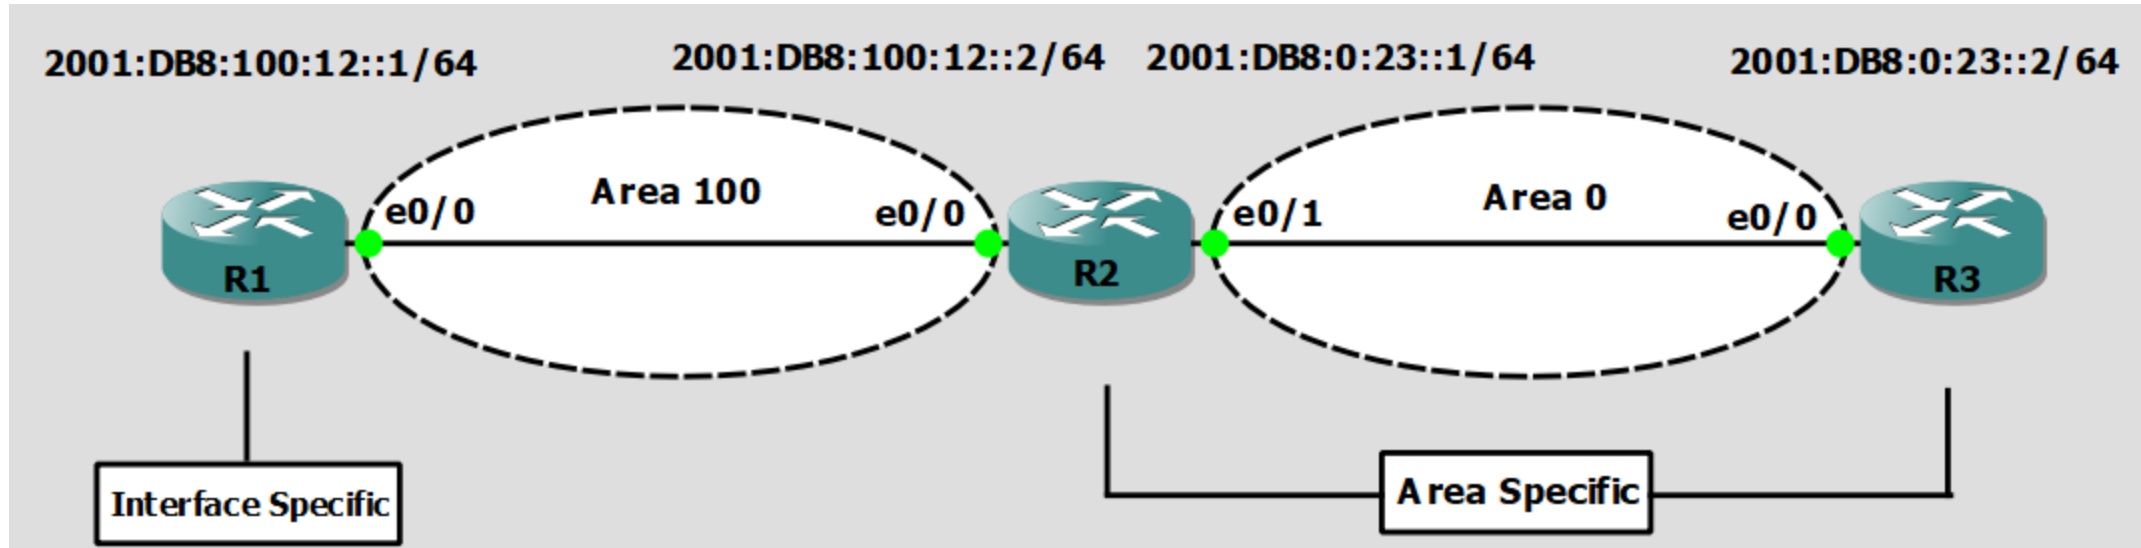 2001:DB8:100:12::1/64
2001:DB8:100:12::2/64
2001:DB8:0:23::1/64
2001:DB8:0:23::2/64
e0/0
Area 100
e0/0
e0/1
Area 0
e0/0
R1
R2
R3
Interface Specific
Area Specific